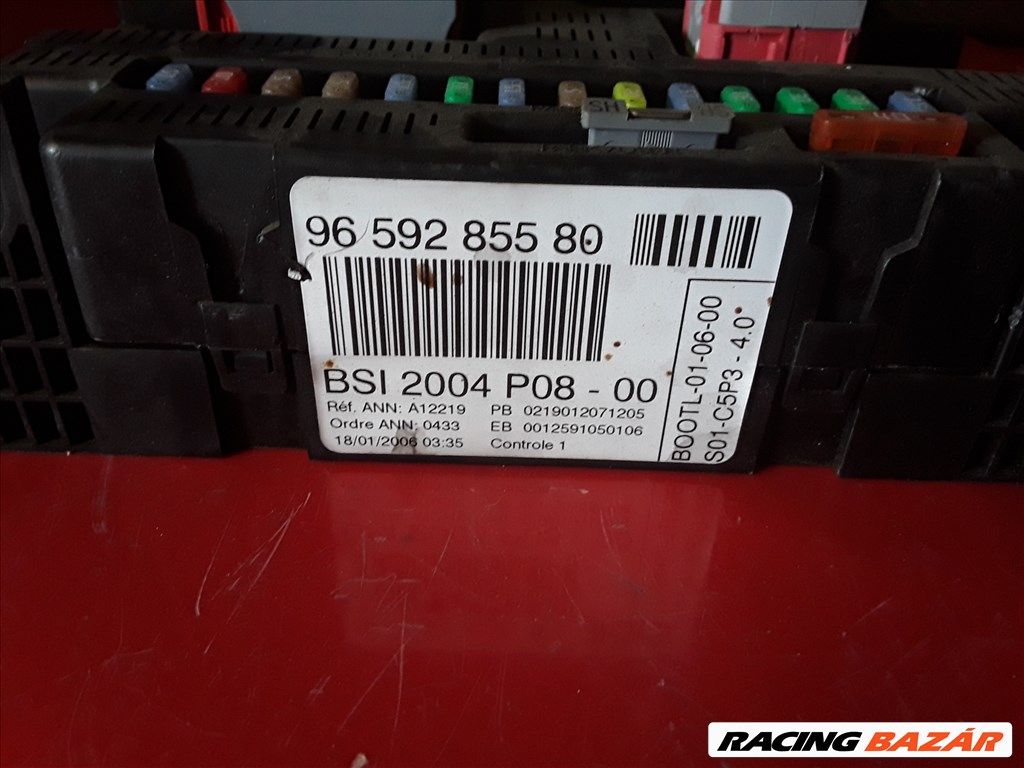 SH
96 592 855 80
BSI 2004 P08 - 00
Réf. ANN: A12219 PB 0219012071205
Ordre ANN: 0433 EB 0012591050106
18/01/2006 03:35 Controle 1
BOOTL-01-06-00
S01-C5P3 - 4.0
RACING BAZÁR